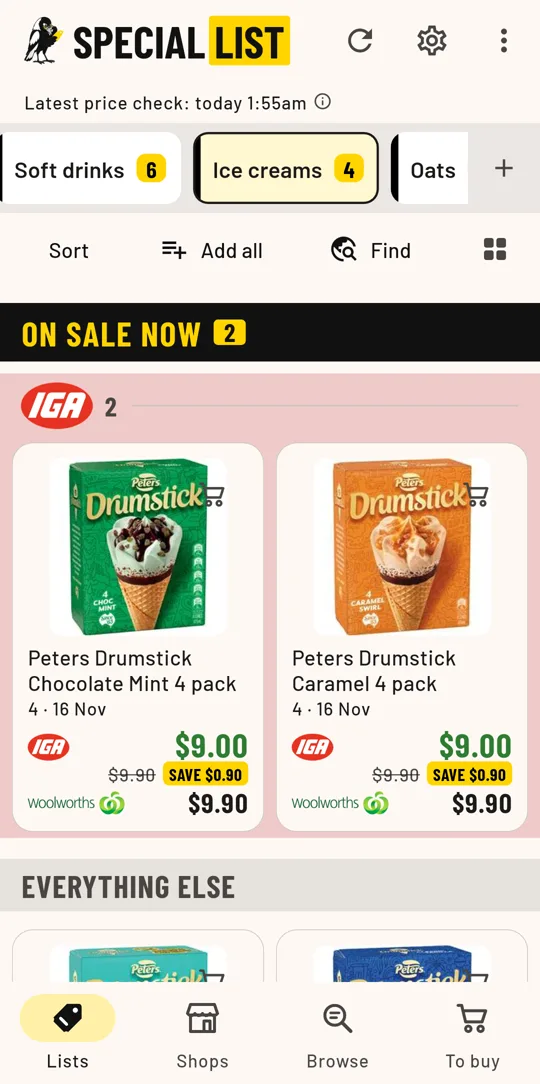 SPECIAL LIST
Latest price check: today 1:55am
Soft drinks 6
Ice creams 4
Oats
Sort
Add all
Find
ON SALE NOW 2
IGA 2
Peters
Drumstick
4
CHOC
MINT
Peters Drumstick
Chocolate Mint 4 pack
4 · 16 Nov
IGA $9.00
$9.90 SAVE $0.90
Woolworths $9.90
Peters
Drumstick
4
CARAMEL
SWIRL
Peters Drumstick
Caramel 4 pack
4 · 16 Nov
IGA $9.00
$9.90 SAVE $0.90
Woolworths $9.90
EVERYTHING ELSE
Peters
Drumstick
Peters
Drumstick
Lists
Shops
Browse
To buy